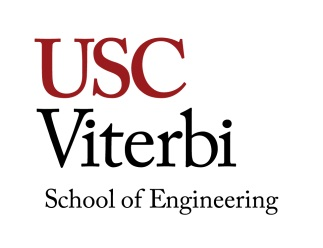 USC
Viterbi
School of Engineering